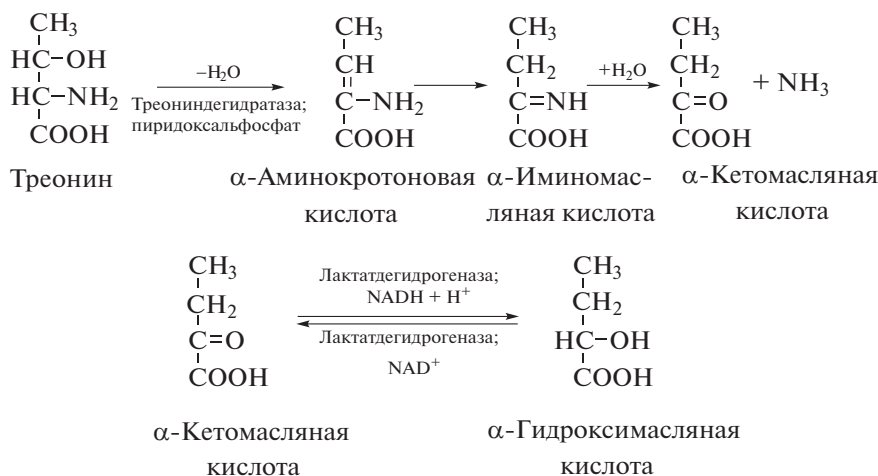 CH₃ CH₃ CH₃ CH₃
HC–OH CH CH₂ CH₂
–H₂O +H₂O
HC–NH₂ C–NH₂ C=NH C=O + NH₃
Треониндегидратаза;
пиридоксальфосфат
COOH COOH COOH COOH
Треонин α-Аминокротоновая α-Иминомас- α-Кетомасляная
кислота ляная кислота кислота
CH₃ Лактатдегидрогеназа; CH₃
CH₂ NADH + H⁺ CH₂
C=O Лактатдегидрогеназа; HC–OH
COOH NAD⁺ COOH
α-Кетомасляная α-Гидроксимасляная
кислота кислота